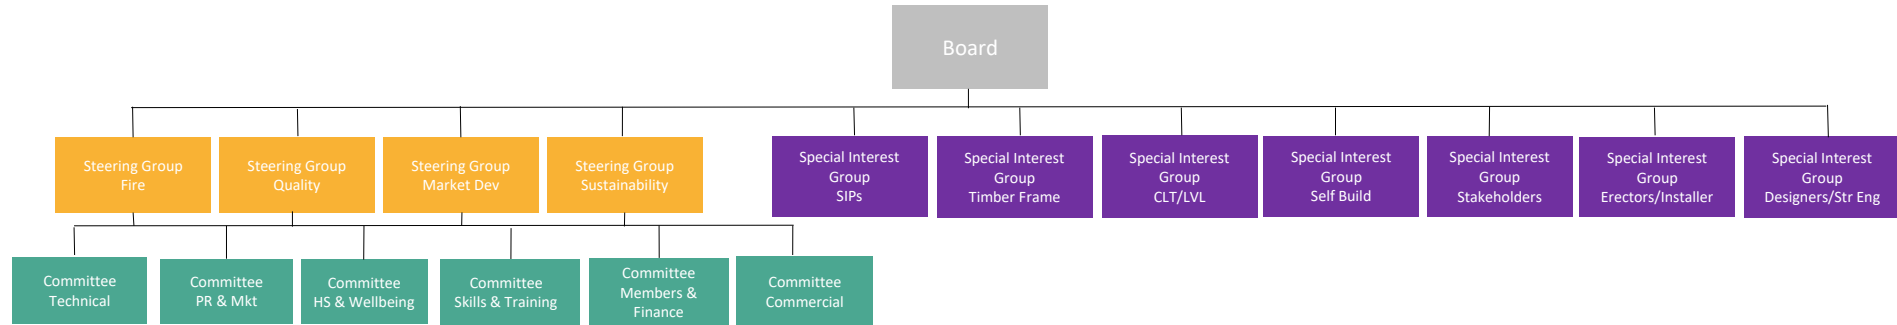 Board
Steering Group
Fire
Steering Group
Quality
Steering Group
Market Dev
Steering Group
Sustainability
Special Interest
Group
SIPs
Special Interest
Group
Timber Frame
Special Interest
Group
CLT/LVL
Special Interest
Group
Self Build
Special Interest
Group
Stakeholders
Special Interest
Group
Erectors/Installer
Special Interest
Group
Designers/Str Eng
Committee
Technical
Committee
PR & Mkt
Committee
HS & Wellbeing
Committee
Skills & Training
Committee
Members &
Finance
Committee
Commercial